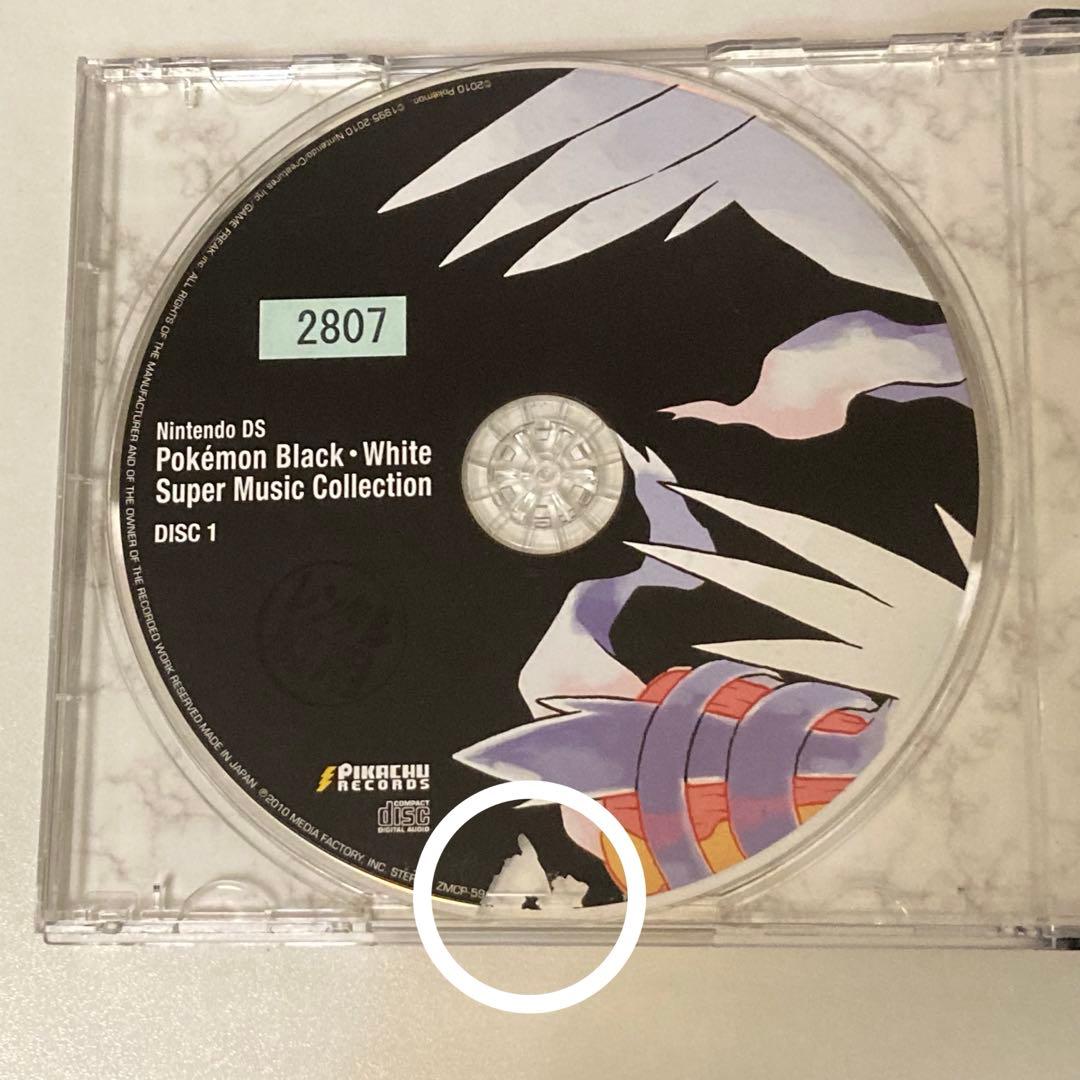 2807
Nintendo DS
Pokémon Black・White
Super Music Collection
DISC 1
PIKACHU
RECORDS
COMPACT
disc
DIGITAL AUDIO
©2010 Pokémon. ©1995-2010 Nintendo/Creatures Inc./GAME FREAK inc. ALL RIGHTS OF THE MANUFACTURER AND OF THE OWNER OF THE RECORDED WORK RESERVED. MADE IN JAPAN ℗2010 MEDIA FACTORY, INC. ZMCP-59